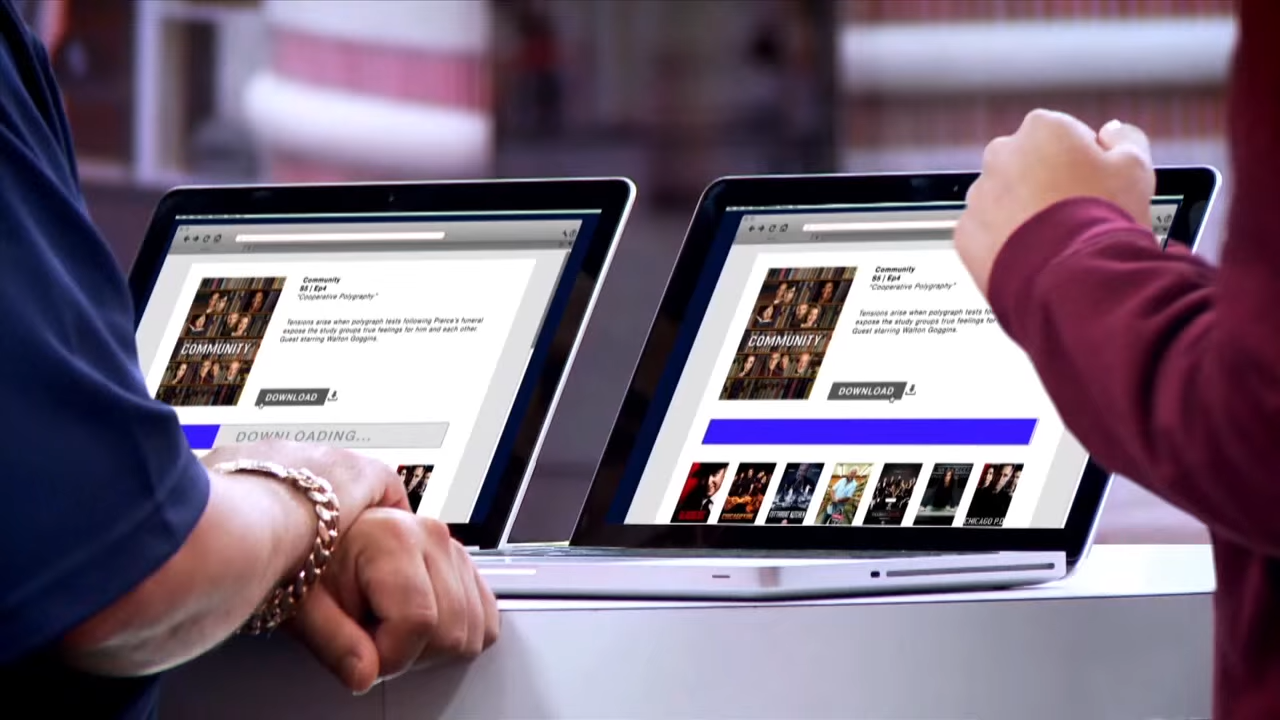 Community
S5 | Ep4
"Cooperative Polygraphy"
Tensions arise when polygraph tests following Pierce's funeral
expose the study groups true feelings for him and each other.
Guest starring Walton Goggins.
COMMUNITY
DOWNLOAD
DOWNLOADING...
Community
S5 | Ep4
"Cooperative Polygraphy"
Tensions arise when polygraph tests fo
expose the study groups true feelings for
Guest starring Walton Goggins.
COMMUNITY
DOWNLOAD
CHICAGO P.D.